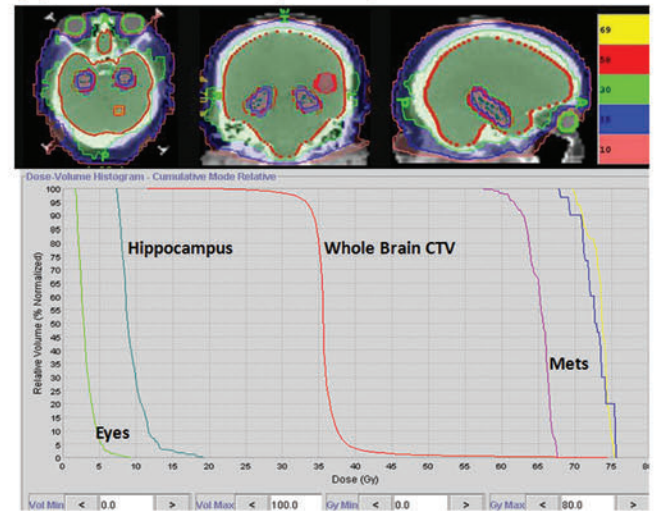 69
50
30
15
10
Dose-Volume Histogram - Cumulative Mode Relative
Relative Volume (% Normalized)
100
95
90
85
80
75
70
65
60
55
50
45
40
35
30
25
20
15
10
5
0
Hippocampus
Whole Brain CTV
Mets
Eyes
0 5 10 15 20 25 30 35 40 45 50 55 60 65 70 75 80
Dose (Gy)
Vol Min < 0.0 > Vol Max < 100.0 > Gy Min < 0.0 > Gy Max < 80.0 >